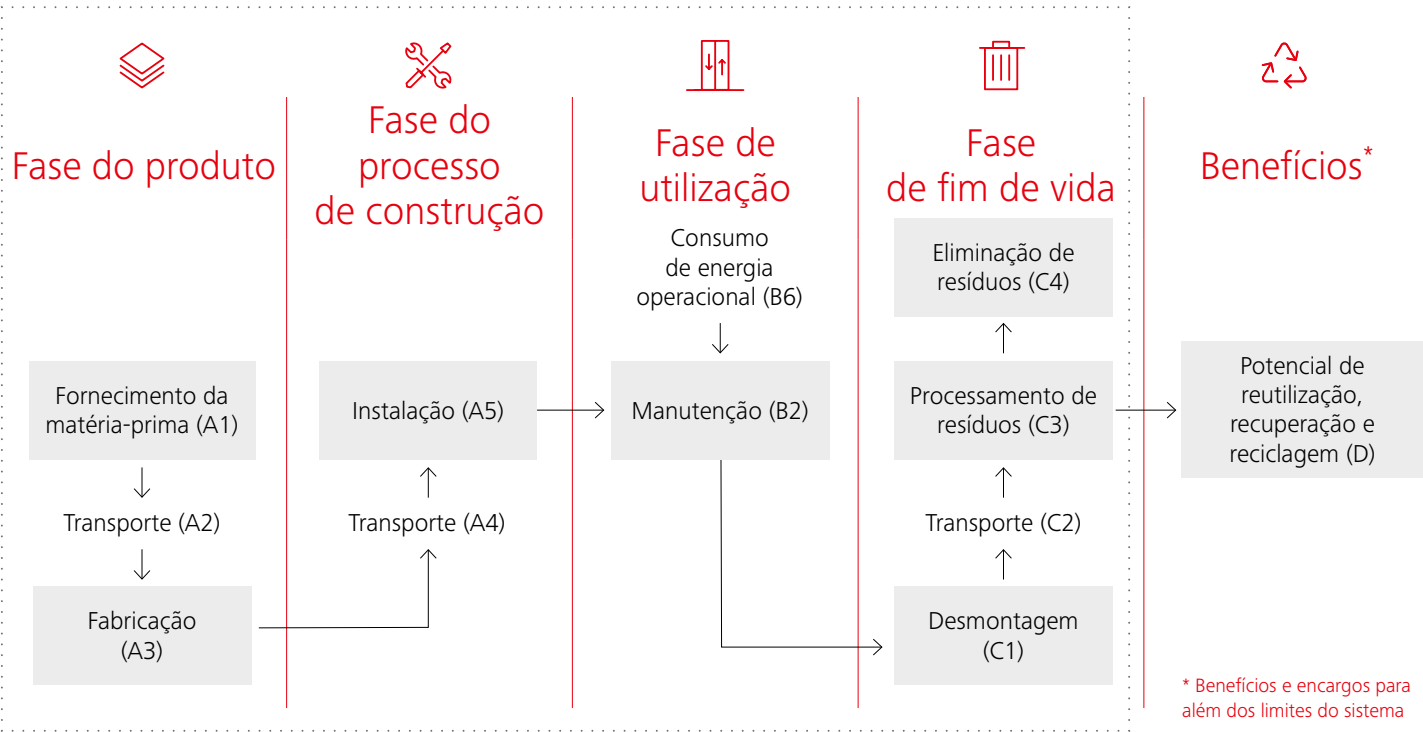 Fase do produto
Fornecimento da
matéria-prima (A1)
Transporte (A2)
Fabricação
(A3)
Fase do
processo
de construção
Instalação (A5)
Transporte (A4)
Fase de
utilização
Consumo
de energia
operacional (B6)
Manutenção (B2)
Fase
de fim de vida
Eliminação de
resíduos (C4)
Processamento de
resíduos (C3)
Transporte (C2)
Desmontagem
(C1)
Benefícios*
Potencial de
reutilização,
recuperação e
reciclagem (D)
* Benefícios e encargos para
além dos limites do sistema